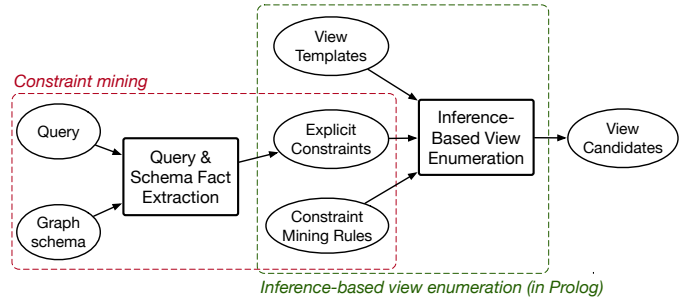 View
Templates
Constraint mining
Query
Query &
Schema Fact
Extraction
Explicit
Constraints
Inference-
Based View
Enumeration
View
Candidates
Graph
schema
Constraint
Mining Rules
Inference-based view enumeration (in Prolog)